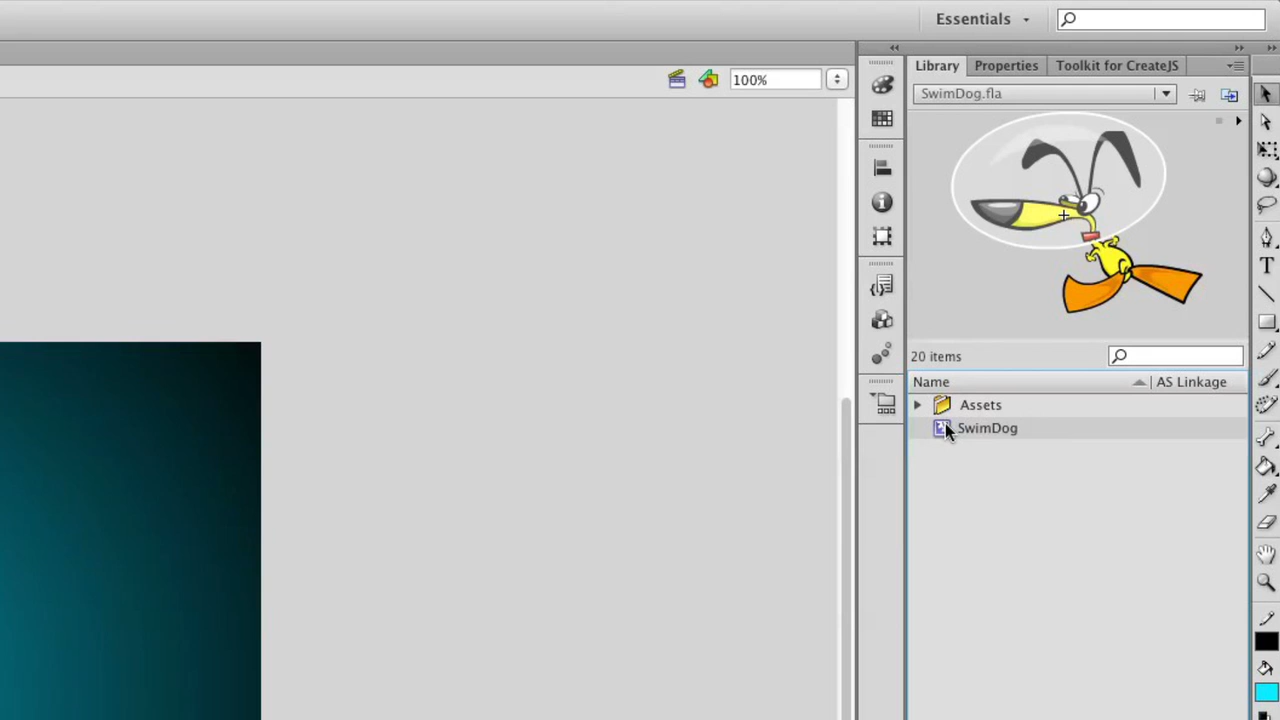 Essentials
Library Properties Toolkit for CreateJS
100%
SwimDog.fla
20 items
Name AS Linkage
Assets
SwimDog